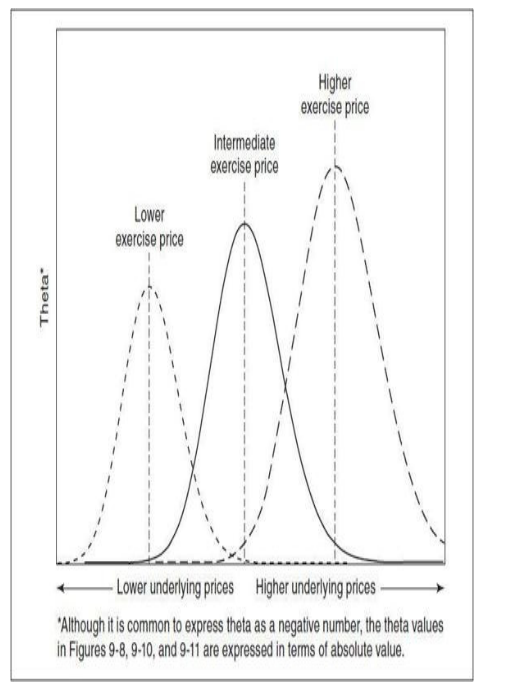 Higher
exercise price
Intermediate
exercise price
Lower
exercise price
Theta*
Lower underlying prices Higher underlying prices
*Although it is common to express theta as a negative number, the theta values
in Figures 9-8, 9-10, and 9-11 are expressed in terms of absolute value.